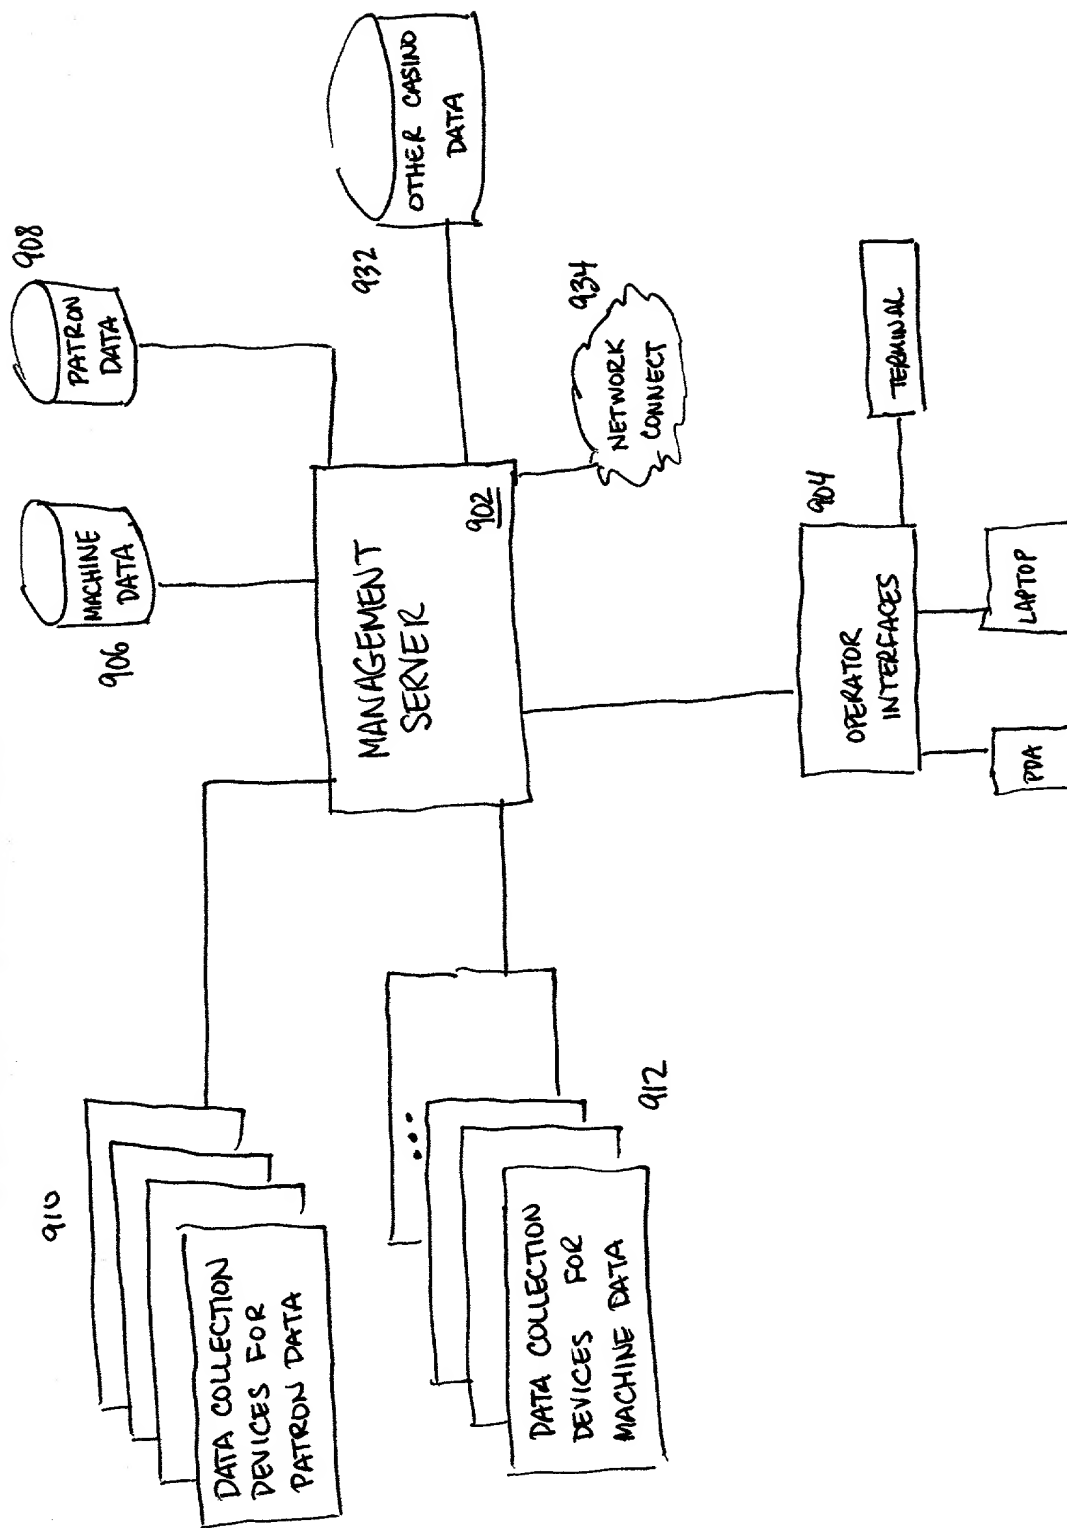 910
DATA COLLECTION
DEVICES FOR
PATRON DATA
906
MACHINE
DATA
908
PATRON
DATA
MANAGEMENT
SERVER
902
932
OTHER CASINO
DATA
934
NETWORK
CONNECT
...
912
DATA COLLECTION
DEVICES FOR
MACHINE DATA
904
OPERATOR
INTERFACES
TERMINAL
PDA
LAPTOP